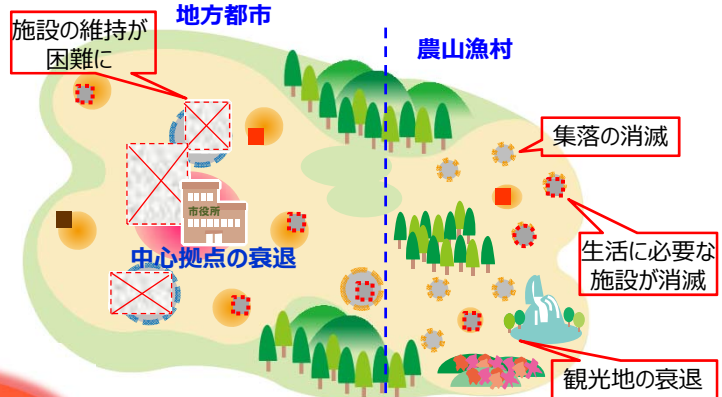 地方都市
施設の維持が
困難に
農山漁村
集落の消滅
市役所
中心拠点の衰退
生活に必要な
施設が消滅
観光地の衰退